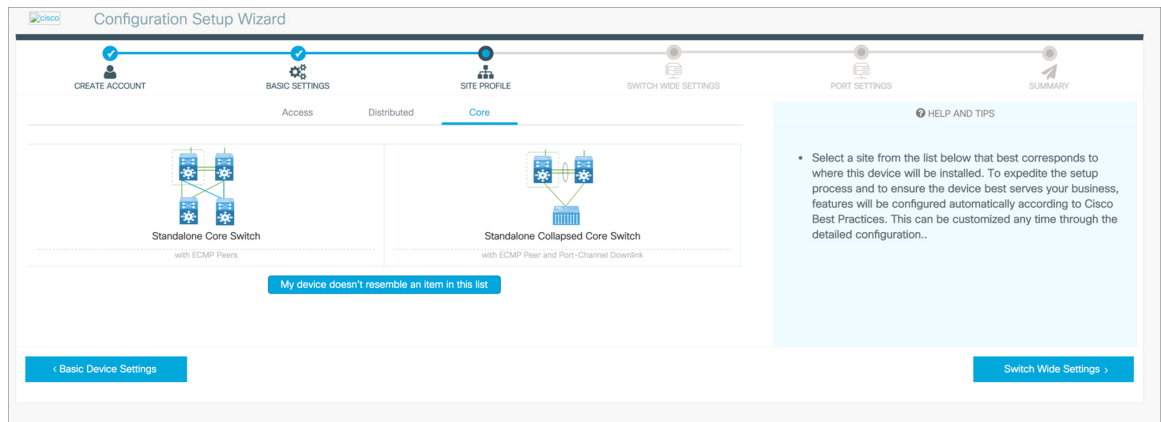 cisco
Configuration Setup Wizard
CREATE ACCOUNT
BASIC SETTINGS
SITE PROFILE
SWITCH WIDE SETTINGS
PORT SETTINGS
SUMMARY
Access
Distributed
Core
Standalone Core Switch
with ECMP Peers
Standalone Collapsed Core Switch
with ECMP Peer and Port-Channel Downlink
My device doesn't resemble an item in this list
HELP AND TIPS
• Select a site from the list below that best corresponds to
where this device will be installed. To expedite the setup
process and to ensure the device best serves your business,
features will be configured automatically according to Cisco
Best Practices. This can be customized any time through the
detailed configuration..
‹ Basic Device Settings
Switch Wide Settings ›